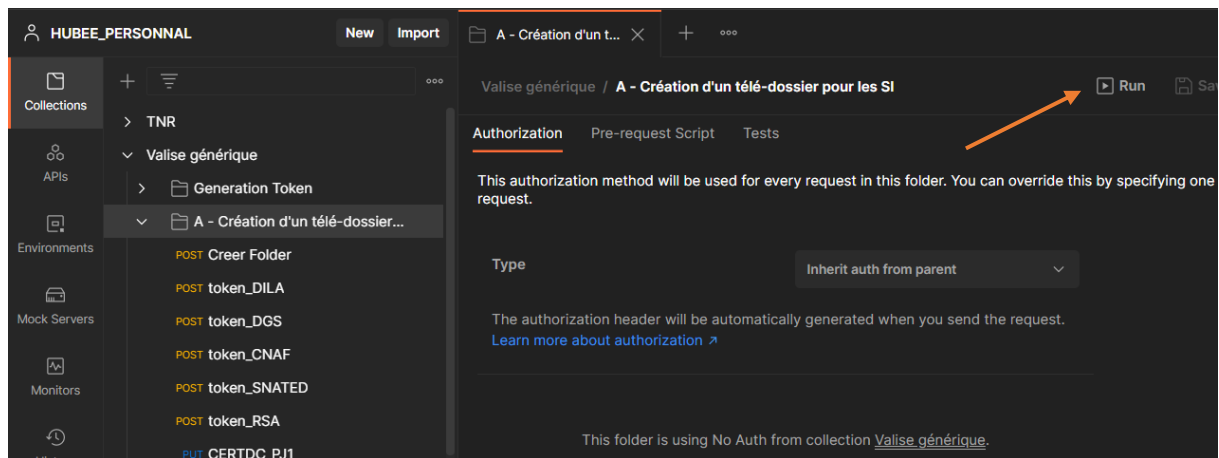 HUBEE_PERSONNAL
New
Import
A - Création d'un t...
Collections
Valise générique / A - Création d'un télé-dossier pour les SI
Run
TNR
Authorization
Pre-request Script
Tests
Valise générique
APIs
Generation Token
This authorization method will be used for every request in this folder. You can override this by specifying one
request.
A - Création d'un télé-dossier...
Environments
POST Creer Folder
Type
Inherit auth from parent
POST token_DILA
Mock Servers
POST token_DGS
The authorization header will be automatically generated when you send the request.
Learn more about authorization ↗
POST token_CNAF
Monitors
POST token_SNATED
POST token_RSA
This folder is using No Auth from collection Valise générique.
PUT CERTDC_PJ1